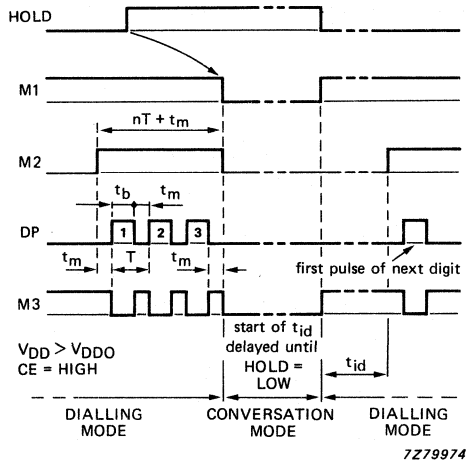 HOLD
M1
nT + tm
M2
tb
tm
DP
1
2
3
tm
T
tm
first pulse of next digit
M3
start of tid
delayed until
HOLD =
LOW
VDD > VDDO
CE = HIGH
tid
DIALLING
MODE
CONVERSATION
MODE
DIALLING
MODE
7Z79974